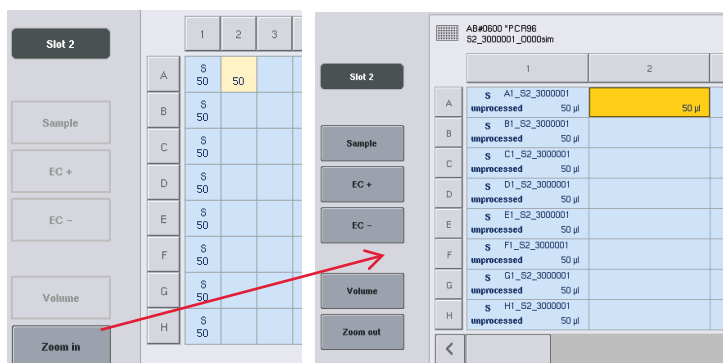 Slot 2
Sample
EC +
EC -
Volume
Zoom in
1 2 3
A S 50 50
B S 50
C S 50
D S 50
E S 50
F S 50
G S 50
H S 50
Slot 2
Sample
EC +
EC -
Volume
Zoom out
AB#0600 *PCR96
S2_3000001_0000sim
1 2
A S A1_S2_3000001
unprocessed 50 µl 50 µl
B S B1_S2_3000001
unprocessed 50 µl
C S C1_S2_3000001
unprocessed 50 µl
D S D1_S2_3000001
unprocessed 50 µl
E S E1_S2_3000001
unprocessed 50 µl
F S F1_S2_3000001
unprocessed 50 µl
G S G1_S2_3000001
unprocessed 50 µl
H S H1_S2_3000001
unprocessed 50 µl